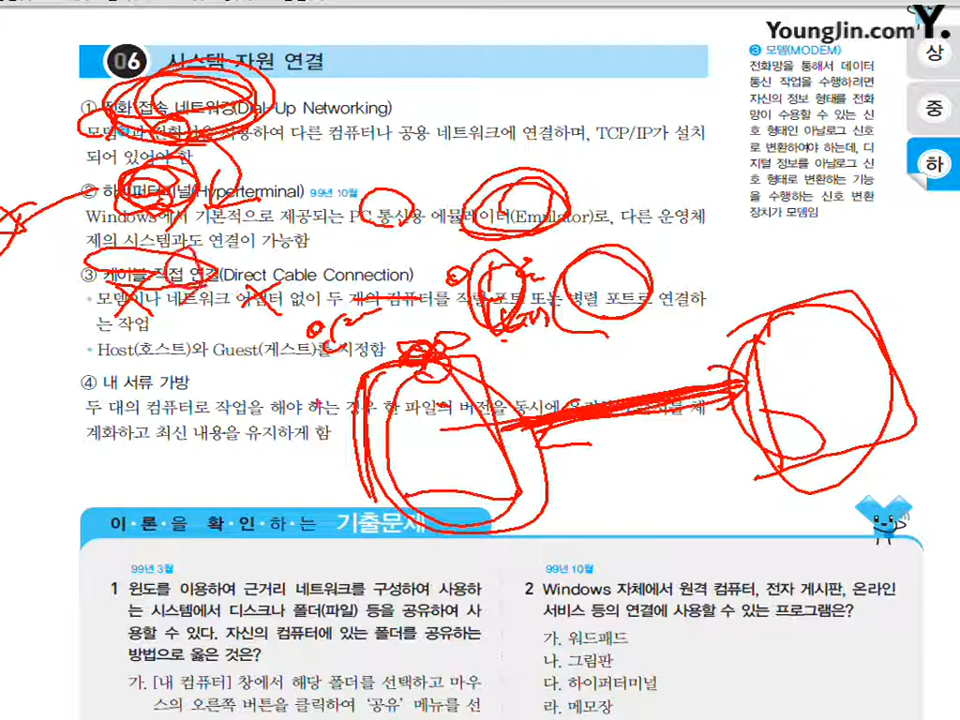 YoungJin.com Y.
06 시스템 자원 연결
① 전화 접속 네트워킹(Dial-Up Networking)
모뎀 사용하여 다른 컴퓨터나 공용 네트워크에 연결하며, TCP/IP가 설치
되어 있어야 함
② 하이퍼터미널(Hyperterminal) 99년 10월
Windows에서 기본적으로 제공되는 PC 통신용 에뮬레이터(Emulator)로, 다른 운영체
제의 시스템과도 연결이 가능함
③ 케이블 직접 연결(Direct Cable Connection)
• 모뎀이나 네트워크 어댑터 없이 두 개의 컴퓨터를 직렬 포트 또는 병렬 포트로 연결하
는 작업
• Host(호스트)와 Guest(게스트)를 지정함
④ 내 서류 가방
두 대의 컴퓨터로 작업을 해야 하는 경우 한 파일의 버전을 동시에 체
계화하고 최신 내용을 유지하게 함
③ 모뎀(MODEM)
전화망을 통해서 데이터
통신 작업을 수행하려면
자신의 정보 형태를 전화
망이 수용할 수 있는 신
호 형태인 아날로그 신호
로 변환하여야 하는데, 디
지털 정보를 아날로그 신
호 형태로 변환하는 기능
을 수행하는 신호 변환
장치가 모뎀임
상
중
하
이·론·을 확·인·하·는 기출문제
99년 3월
1 윈도를 이용하여 근거리 네트워크를 구성하여 사용하
는 시스템에서 디스크나 폴더(파일) 등을 공유하여 사
용할 수 있다. 자신의 컴퓨터에 있는 폴더를 공유하는
방법으로 옳은 것은?
가. [내 컴퓨터] 창에서 해당 폴더를 선택하고 마우
스의 오른쪽 버튼을 클릭하여 ‘공유’ 메뉴를 선
99년 10월
2 Windows 자체에서 원격 컴퓨터, 전자 게시판, 온라인
서비스 등의 연결에 사용할 수 있는 프로그램은?
가. 워드패드
나. 그림판
다. 하이퍼터미널
라. 메모장